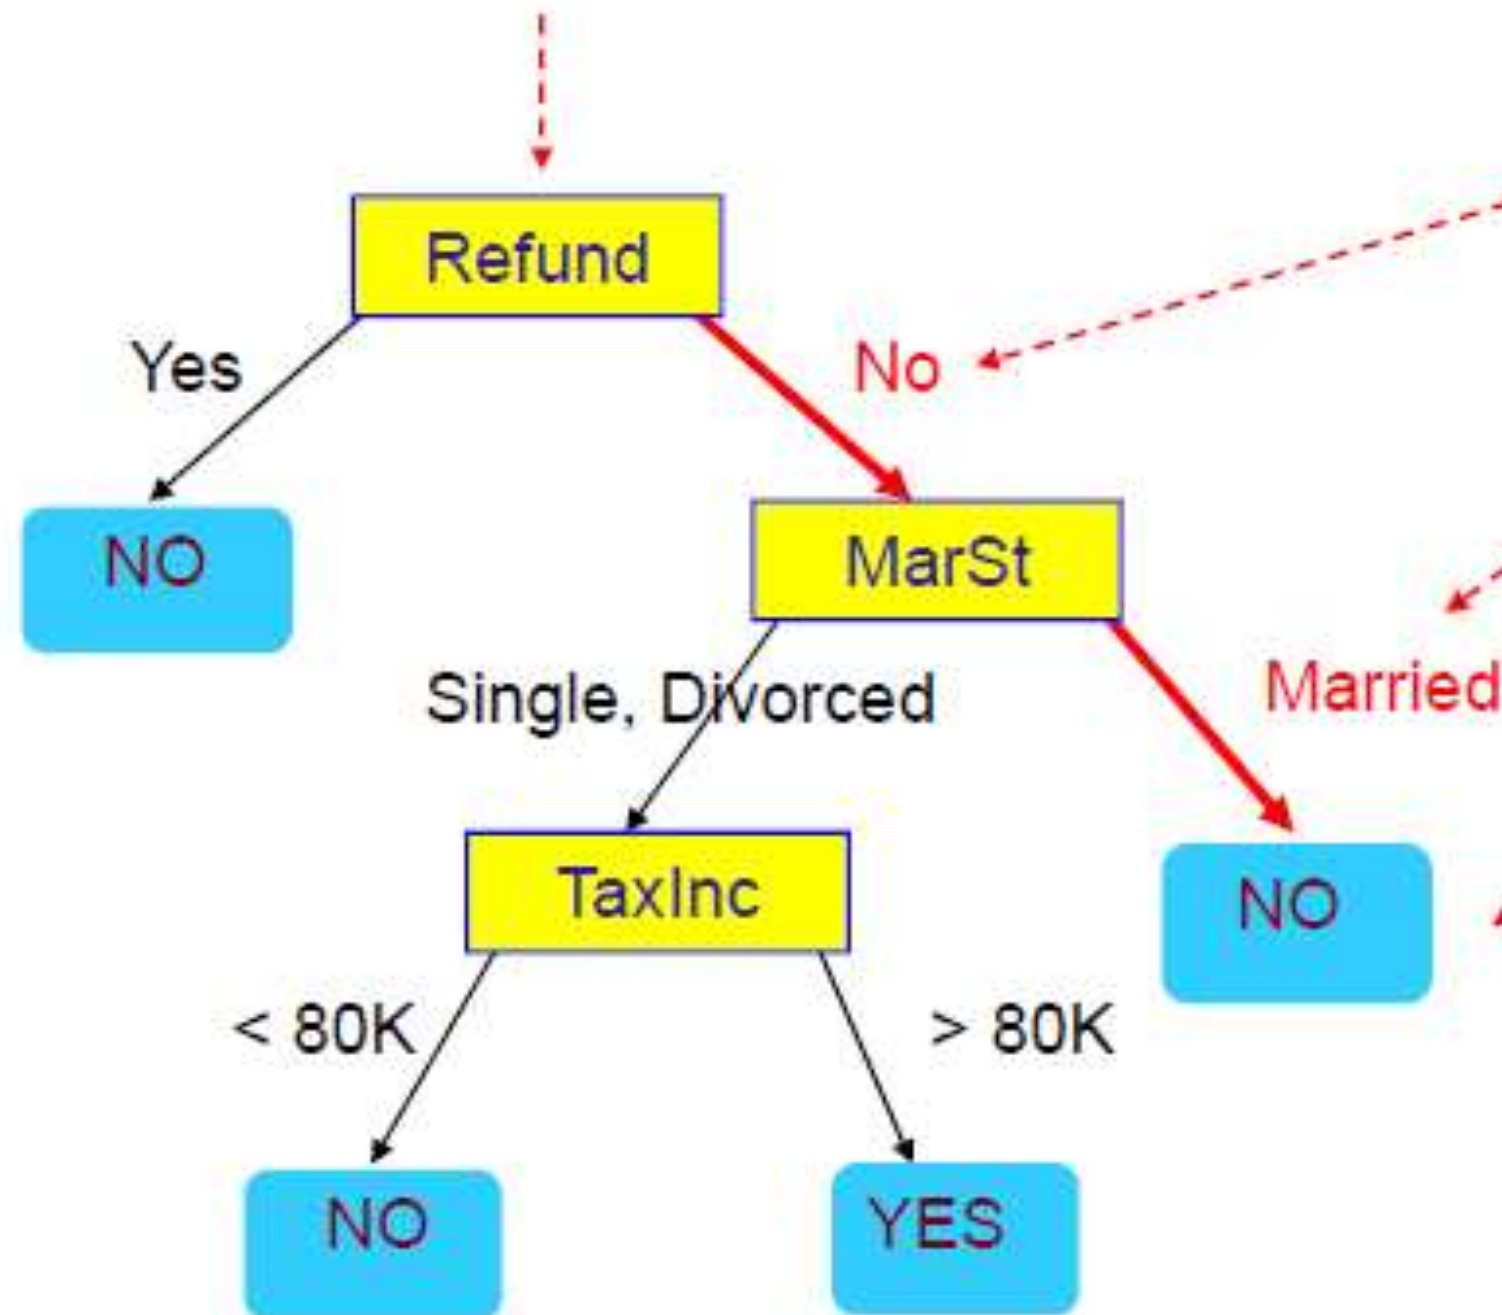 Refund
Yes
No
NO
MarSt
Single, Divorced
Married
TaxInc
NO
< 80K
> 80K
NO
YES